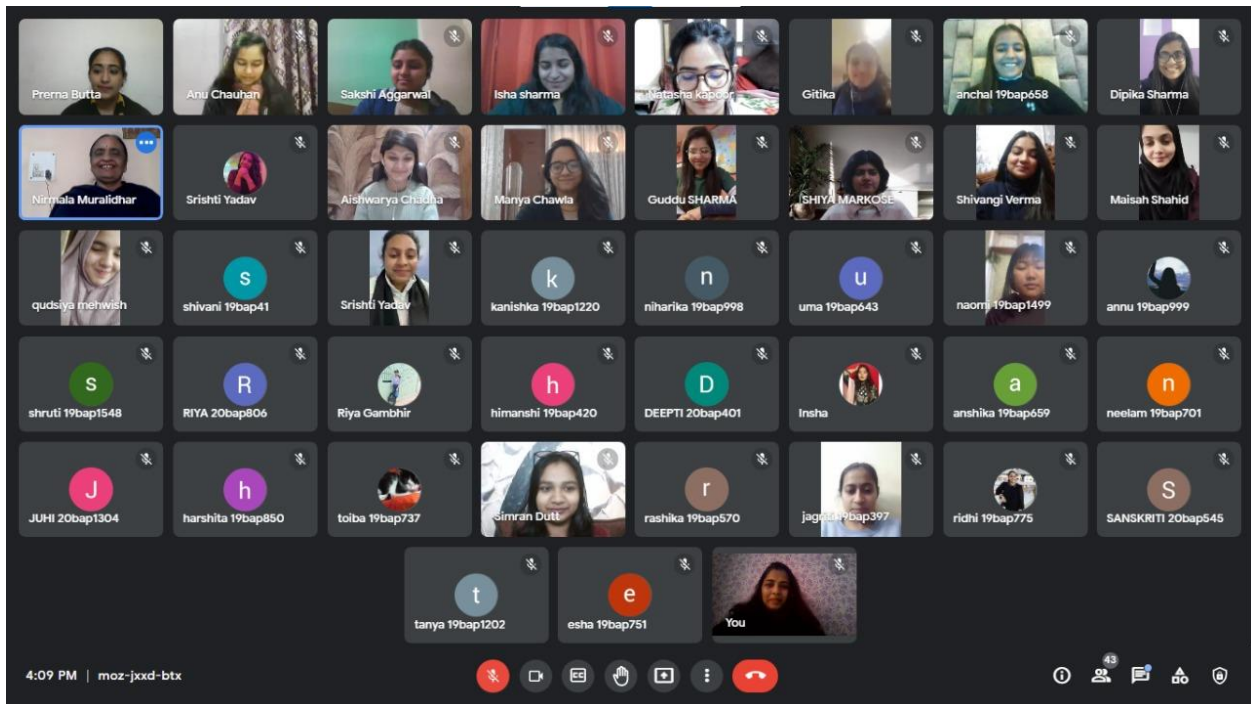 Prerna Butta
Anu Chauhan
Sakshi Aggarwal
Isha sharma
Natasha kapoor
Gitika
anchal 19bap658
Dipika Sharma
Nirmala Muralidhar
Srishti Yadav
Aishwarya Chadha
Manya Chawla
Guddu SHARMA
SHIYA MARKOSE
Shivangi Verma
Maisah Shahid
qudsiya mehwish
s
shivani 19bap41
Srishti Yadav
k
kanishka 19bap1220
n
niharika 19bap998
u
uma 19bap643
naomi 19bap1499
annu 19bap999
s
shruti 19bap1548
R
RIYA 20bap806
Riya Gambhir
h
himanshi 19bap420
D
DEEPTI 20bap401
Insha
a
anshika 19bap659
n
neelam 19bap701
J
JUHI 20bap1304
h
harshita 19bap850
toiba 19bap737
Simran Dutt
r
rashika 19bap570
jagriti 19bap397
ridhi 19bap775
S
SANSKRITI 20bap545
t
tanya 19bap1202
e
esha 19bap751
You
4:09 PM | moz-jxxd-btx
CC
43